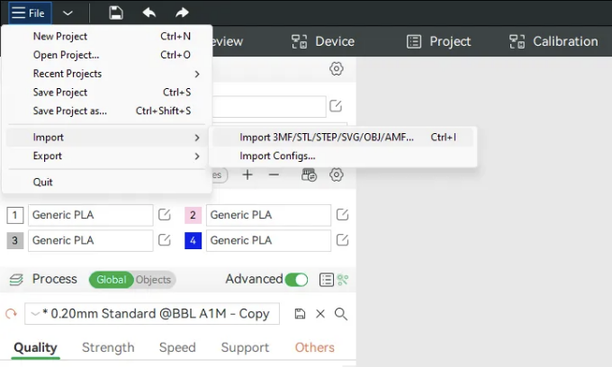 File
New Project Ctrl+N
Open Project... Ctrl+O
Recent Projects
Save Project Ctrl+S
Save Project as... Ctrl+Shift+S
Import
Export
Quit
Import 3MF/STL/STEP/SVG/OBJ/AMF... Ctrl+I
Import Configs...
Device
Project
Calibration
1 Generic PLA
2 Generic PLA
3 Generic PLA
4 Generic PLA
Process Global Objects Advanced
* 0.20mm Standard @BBL A1M - Copy
Quality Strength Speed Support Others